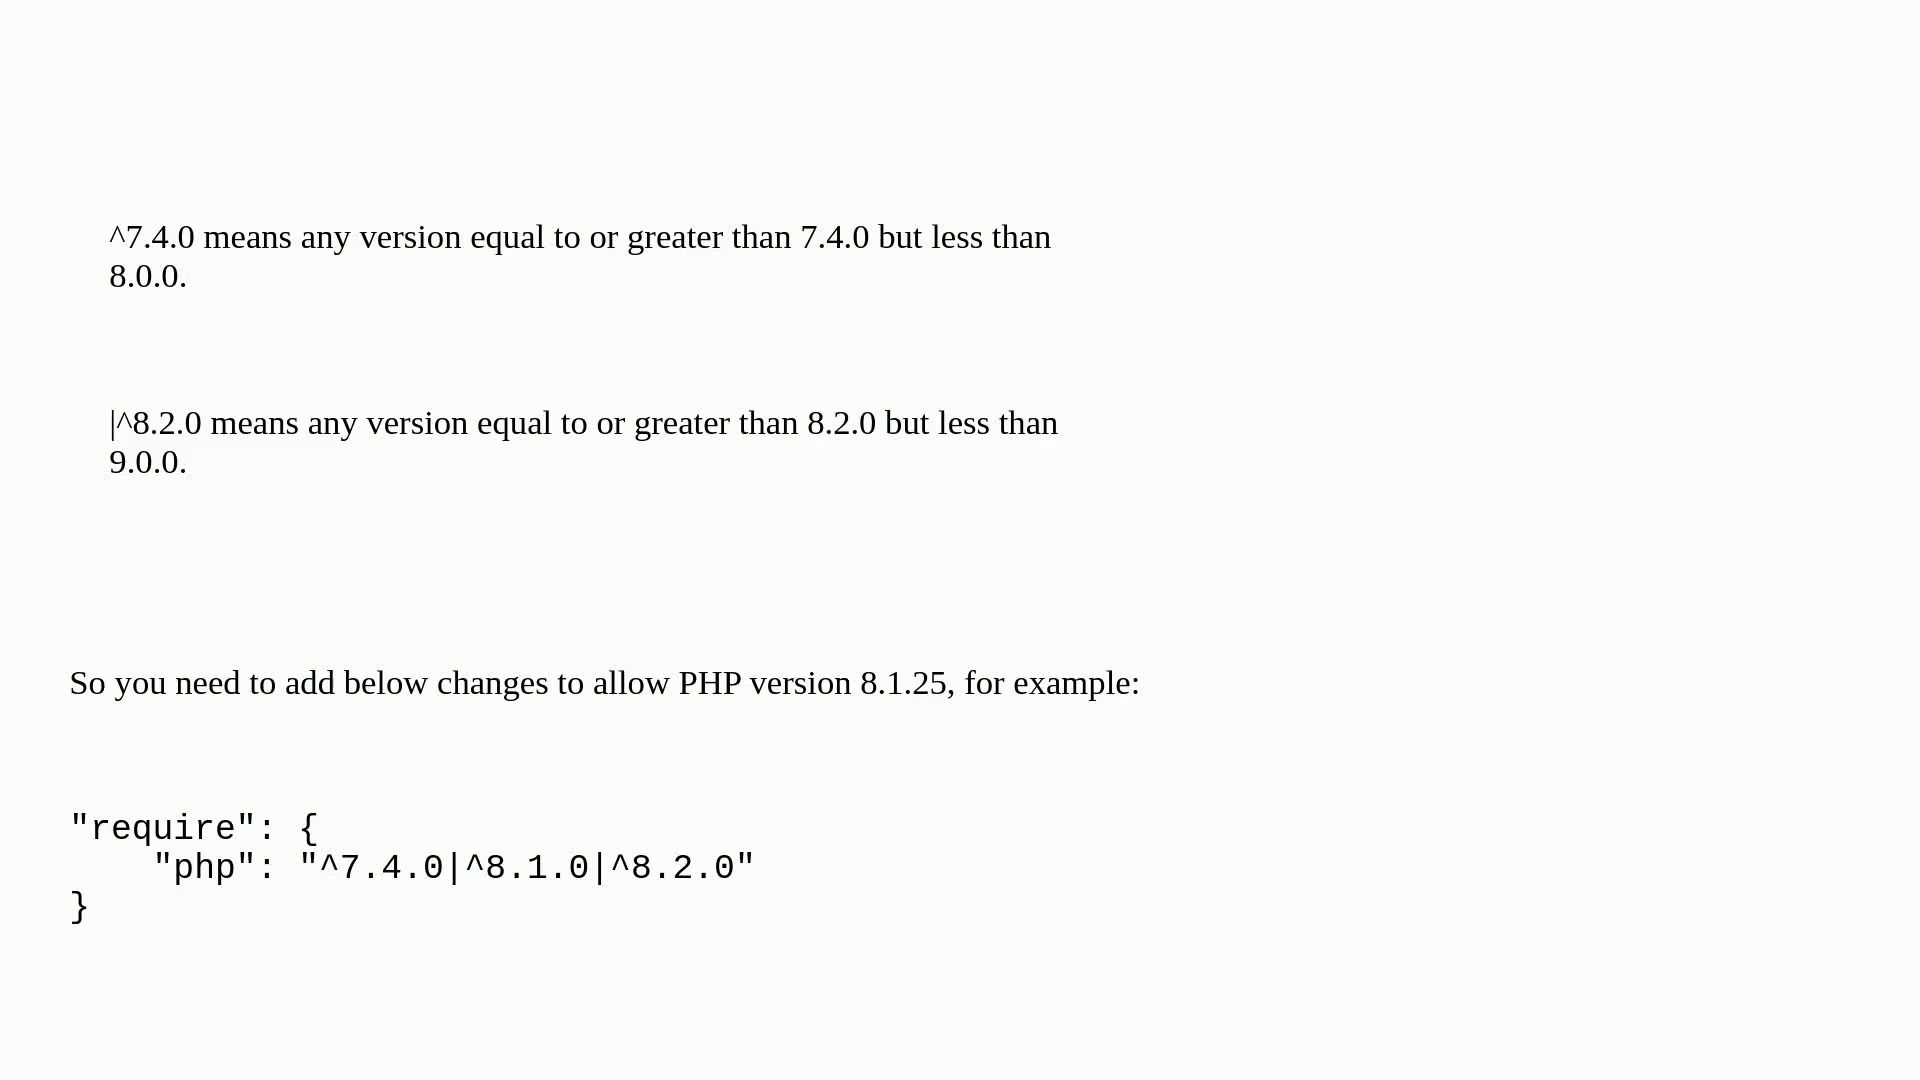 ^7.4.0 means any version equal to or greater than 7.4.0 but less than
8.0.0.
|^8.2.0 means any version equal to or greater than 8.2.0 but less than
9.0.0.
So you need to add below changes to allow PHP version 8.1.25, for example:
"require": {
    "php": "^7.4.0|^8.1.0|^8.2.0"
}